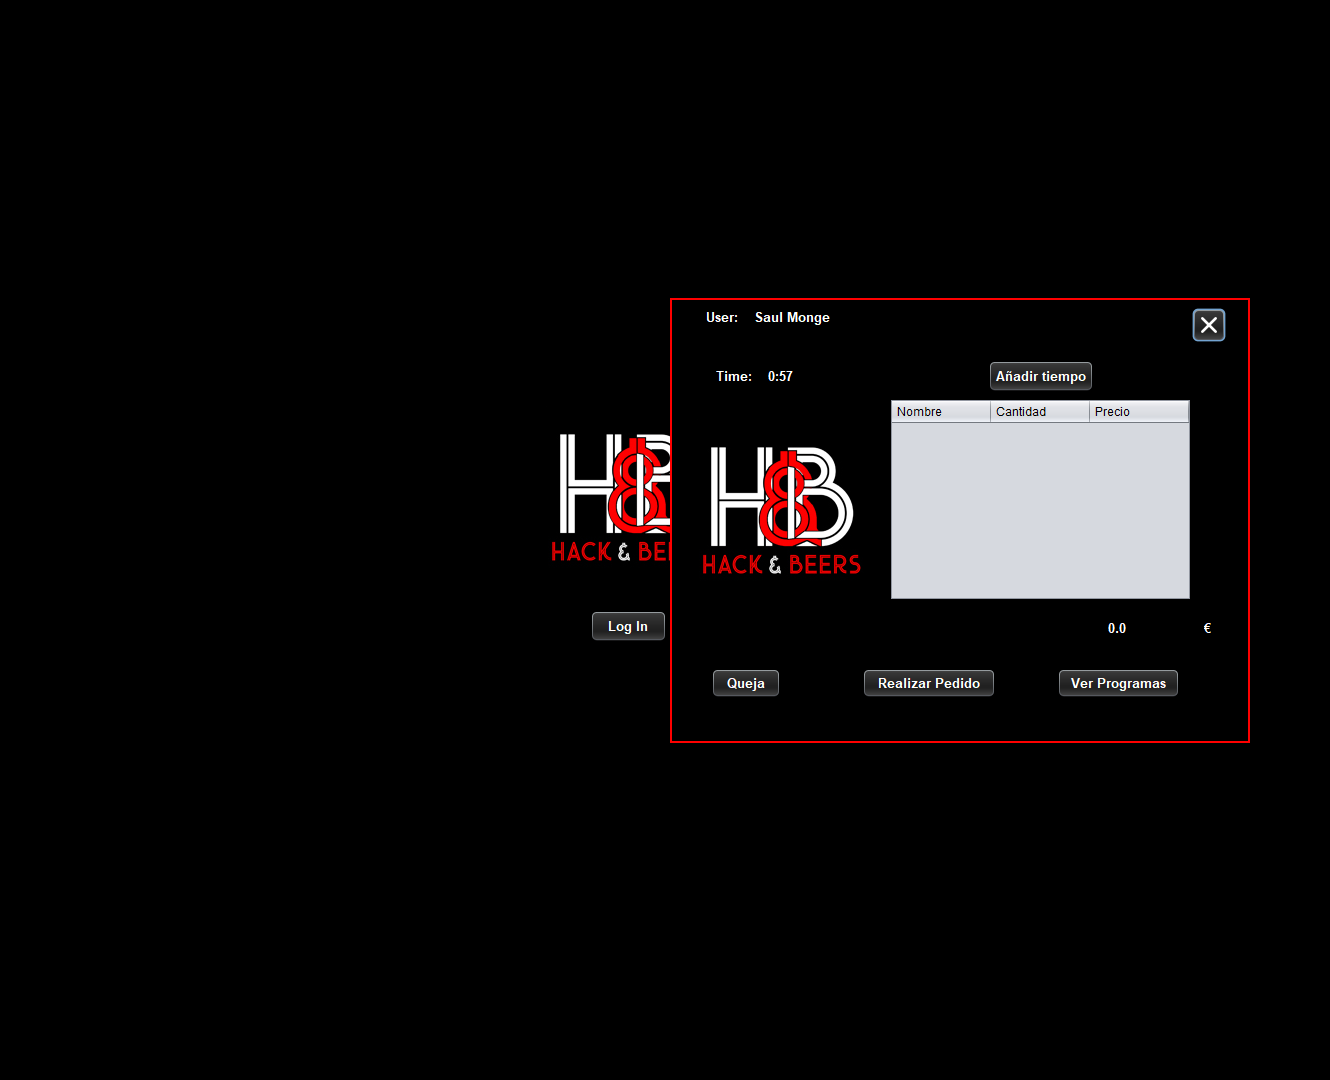 User: Saul Monge
Time: 0:57
Añadir tiempo
Nombre Cantidad Precio
H&B
HACK &
H&B
HACK & BEERS
Log In
0.0 €
Queja Realizar Pedido Ver Programas